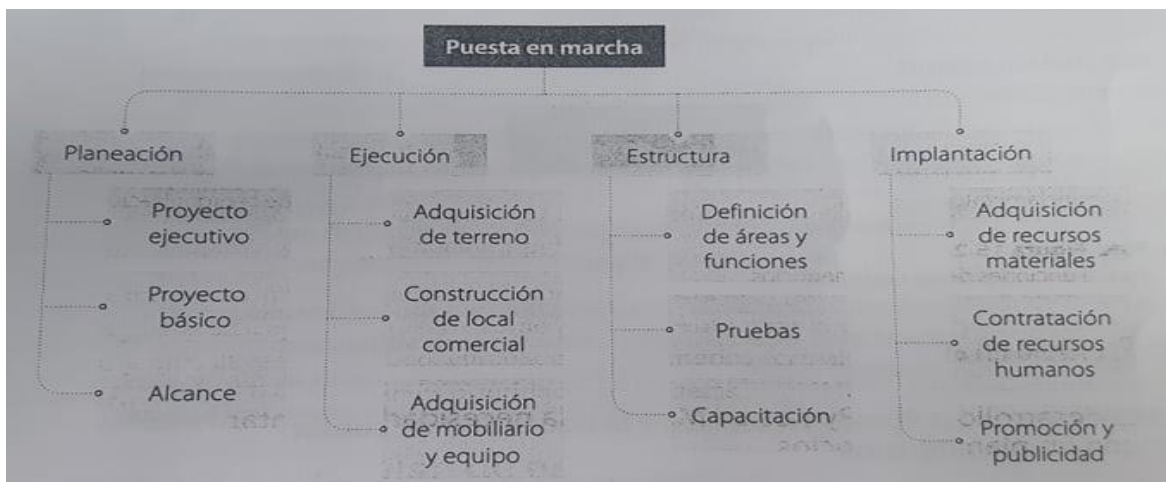 Puesta en marcha
Planeación
Proyecto
ejecutivo
Proyecto
básico
Alcance
Ejecución
Adquisición
de terreno
Construcción
de local
comercial
Adquisición
de mobiliario
y equipo
Estructura
Definición
de áreas y
funciones
Pruebas
Capacitación
Implantación
Adquisición
de recursos
materiales
Contratación
de recursos
humanos
Promoción y
publicidad